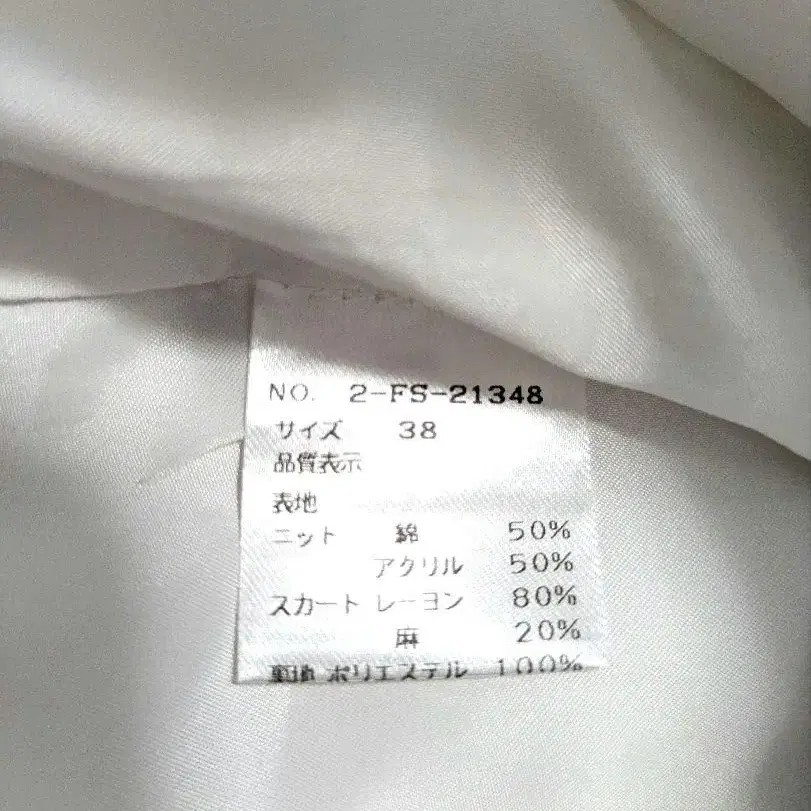 NO. 2-FS-21348
サイズ 38
品質表示
表地
ニット 綿 50%
アクリル 50%
スカート レーヨン 80%
麻 20%
裏地 ポリエステル 100%